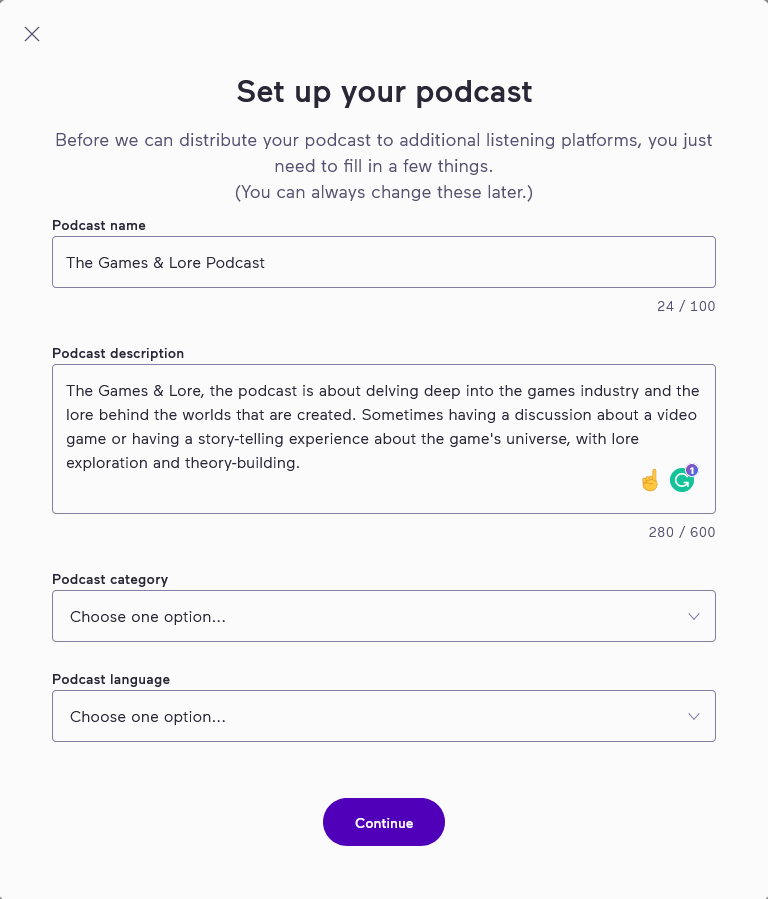 Set up your podcast
Before we can distribute your podcast to additional listening platforms, you just
need to fill in a few things.
(You can always change these later.)
Podcast name
The Games & Lore Podcast
24 / 100
Podcast description
The Games & Lore, the podcast is about delving deep into the games industry and the
lore behind the worlds that are created. Sometimes having a discussion about a video
game or having a story-telling experience about the game's universe, with lore
exploration and theory-building.
1
280 / 600
Podcast category
Choose one option...
Podcast language
Choose one option...
Continue